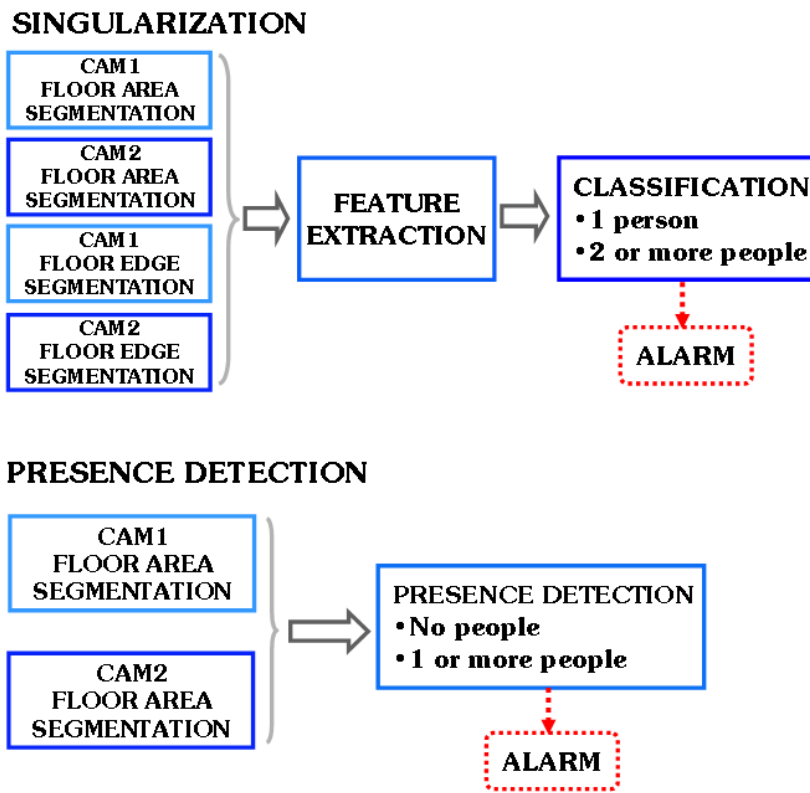 SINGULARIZATION
CAM1
FLOOR AREA
SEGMENTATION
CAM2
FLOOR AREA
SEGMENTATION
CAM1
FLOOR EDGE
SEGMENTATION
CAM2
FLOOR EDGE
SEGMENTATION
FEATURE
EXTRACTION
CLASSIFICATION
• 1 person
• 2 or more people
ALARM
PRESENCE DETECTION
CAM1
FLOOR AREA
SEGMENTATION
CAM2
FLOOR AREA
SEGMENTATION
PRESENCE DETECTION
• No people
• 1 or more people
ALARM